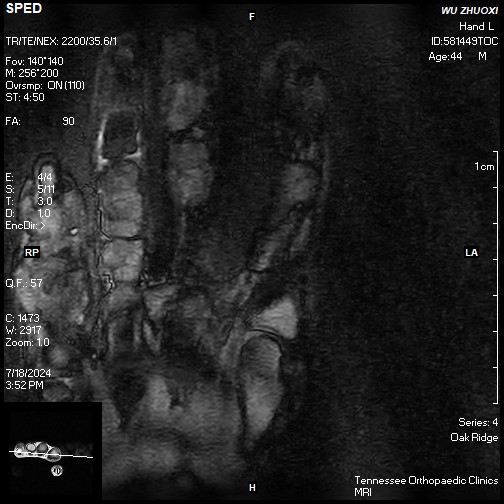 SPED
WU ZHUOXI
F
Hand L
TR/TE/NEX: 2200/35.6/1
ID:581449TOC
Age:44 M
Fov: 140*140
M: 256*200
Ovrsmp: ON (110)
ST: 4.50
FA: 90
1cm
E: 4/4
S: 5/11
T: 3.0
D: 1.0
EncDir: >
RP
LA
Q.F.: 57
C: 1473
W: 2917
Zoom: 1.0
7/18/2024
3:52 PM
Series: 4
Oak Ridge
H
Tennessee Orthopaedic Clinics
MRI